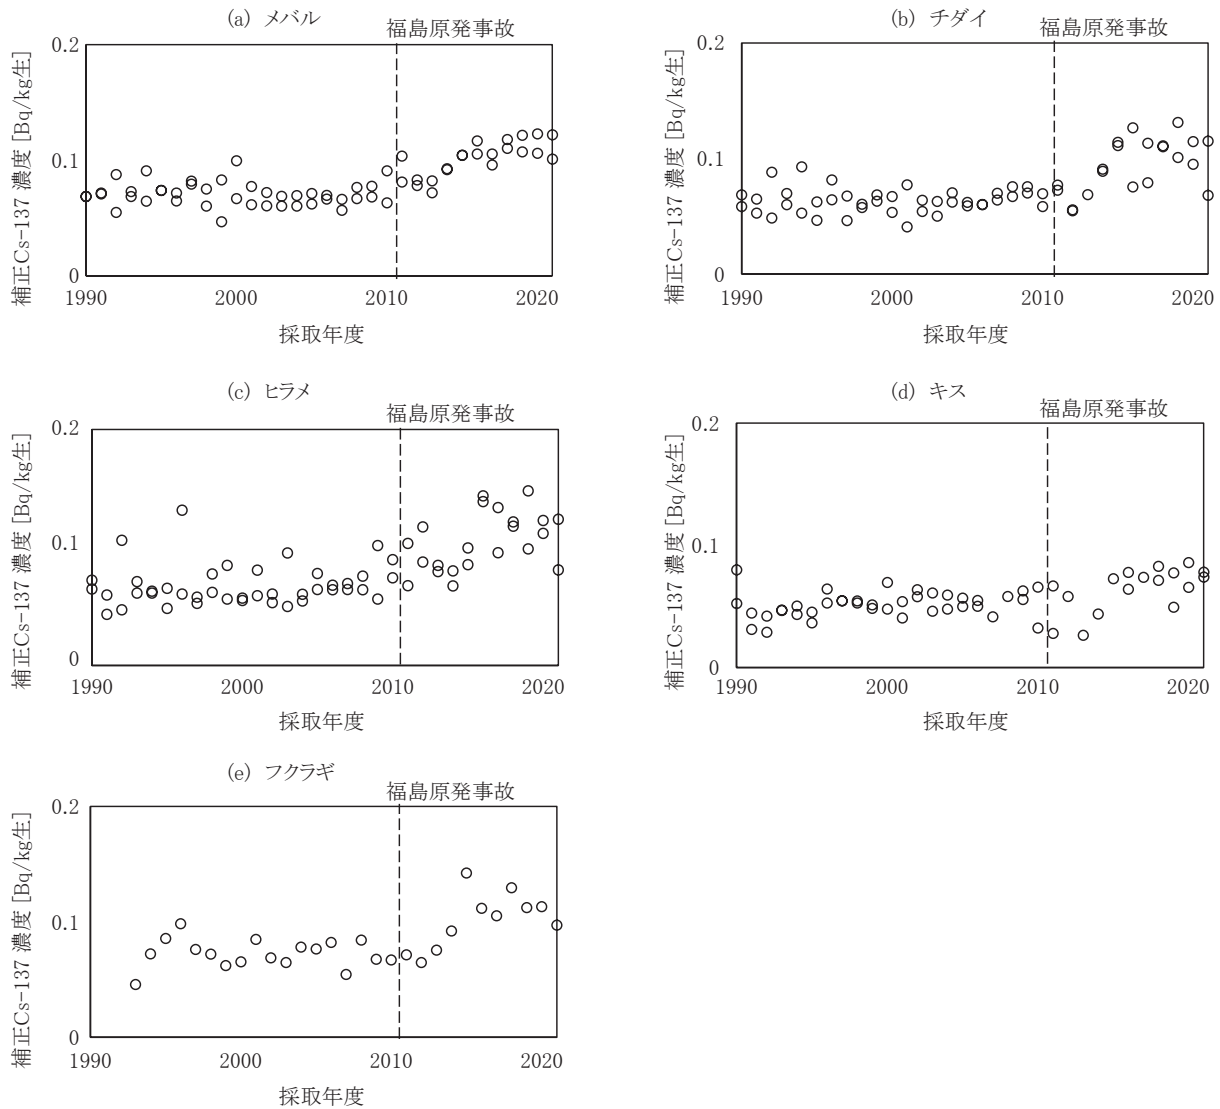 (a) メバル
福島原発事故
補正Cs-137 濃度 [Bq/kg生]
0.2
0.1
0
1990 2000 2010 2020
採取年度
(b) チダイ
福島原発事故
補正Cs-137 濃度 [Bq/kg生]
0.2
0.1
0
1990 2000 2010 2020
採取年度
(c) ヒラメ
福島原発事故
補正Cs-137 濃度 [Bq/kg生]
0.2
0.1
0
1990 2000 2010 2020
採取年度
(d) キス
福島原発事故
補正Cs-137 濃度 [Bq/kg生]
0.2
0.1
0
1990 2000 2010 2020
採取年度
(e) フクラギ
福島原発事故
補正Cs-137 濃度 [Bq/kg生]
0.2
0.1
0
1990 2000 2010 2020
採取年度